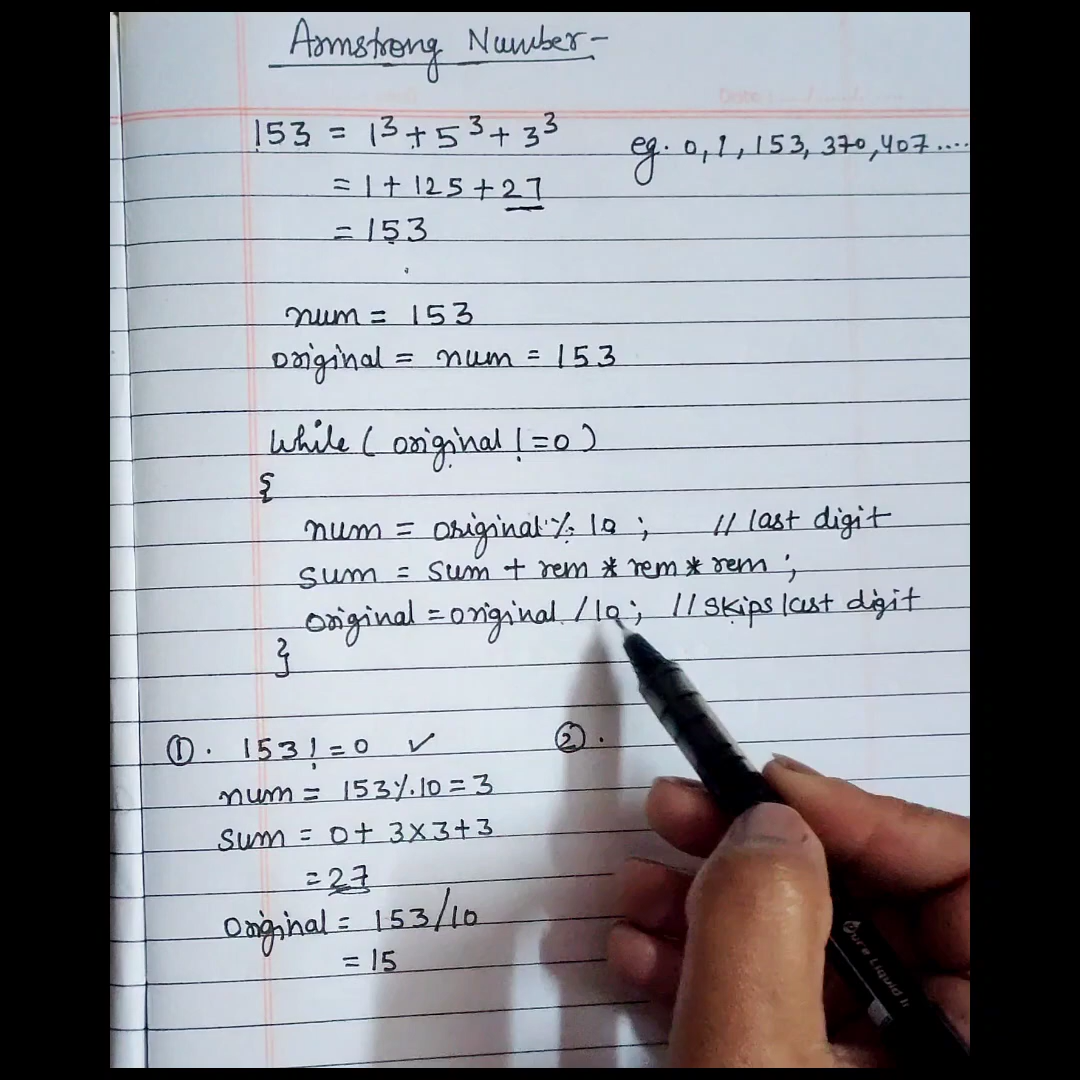 Armstrong Number -
Date : ..../..../....
153 = 1³ + 5³ + 3³
eg. 0, 1, 153, 370, 407 ....
= 1 + 125 + 27
= 153
num = 153
original = num = 153
while ( original ! = 0 )
{
num = original % 10 ; // last digit
sum = sum + rem * rem * rem ;
original = original / 10 ; // skips last digit
}
①. 153 ! = 0 ✓
②.
num = 153 % 10 = 3
sum = 0 + 3 x 3 + 3
= 27
original = 153/10
= 15
Pure Liquid